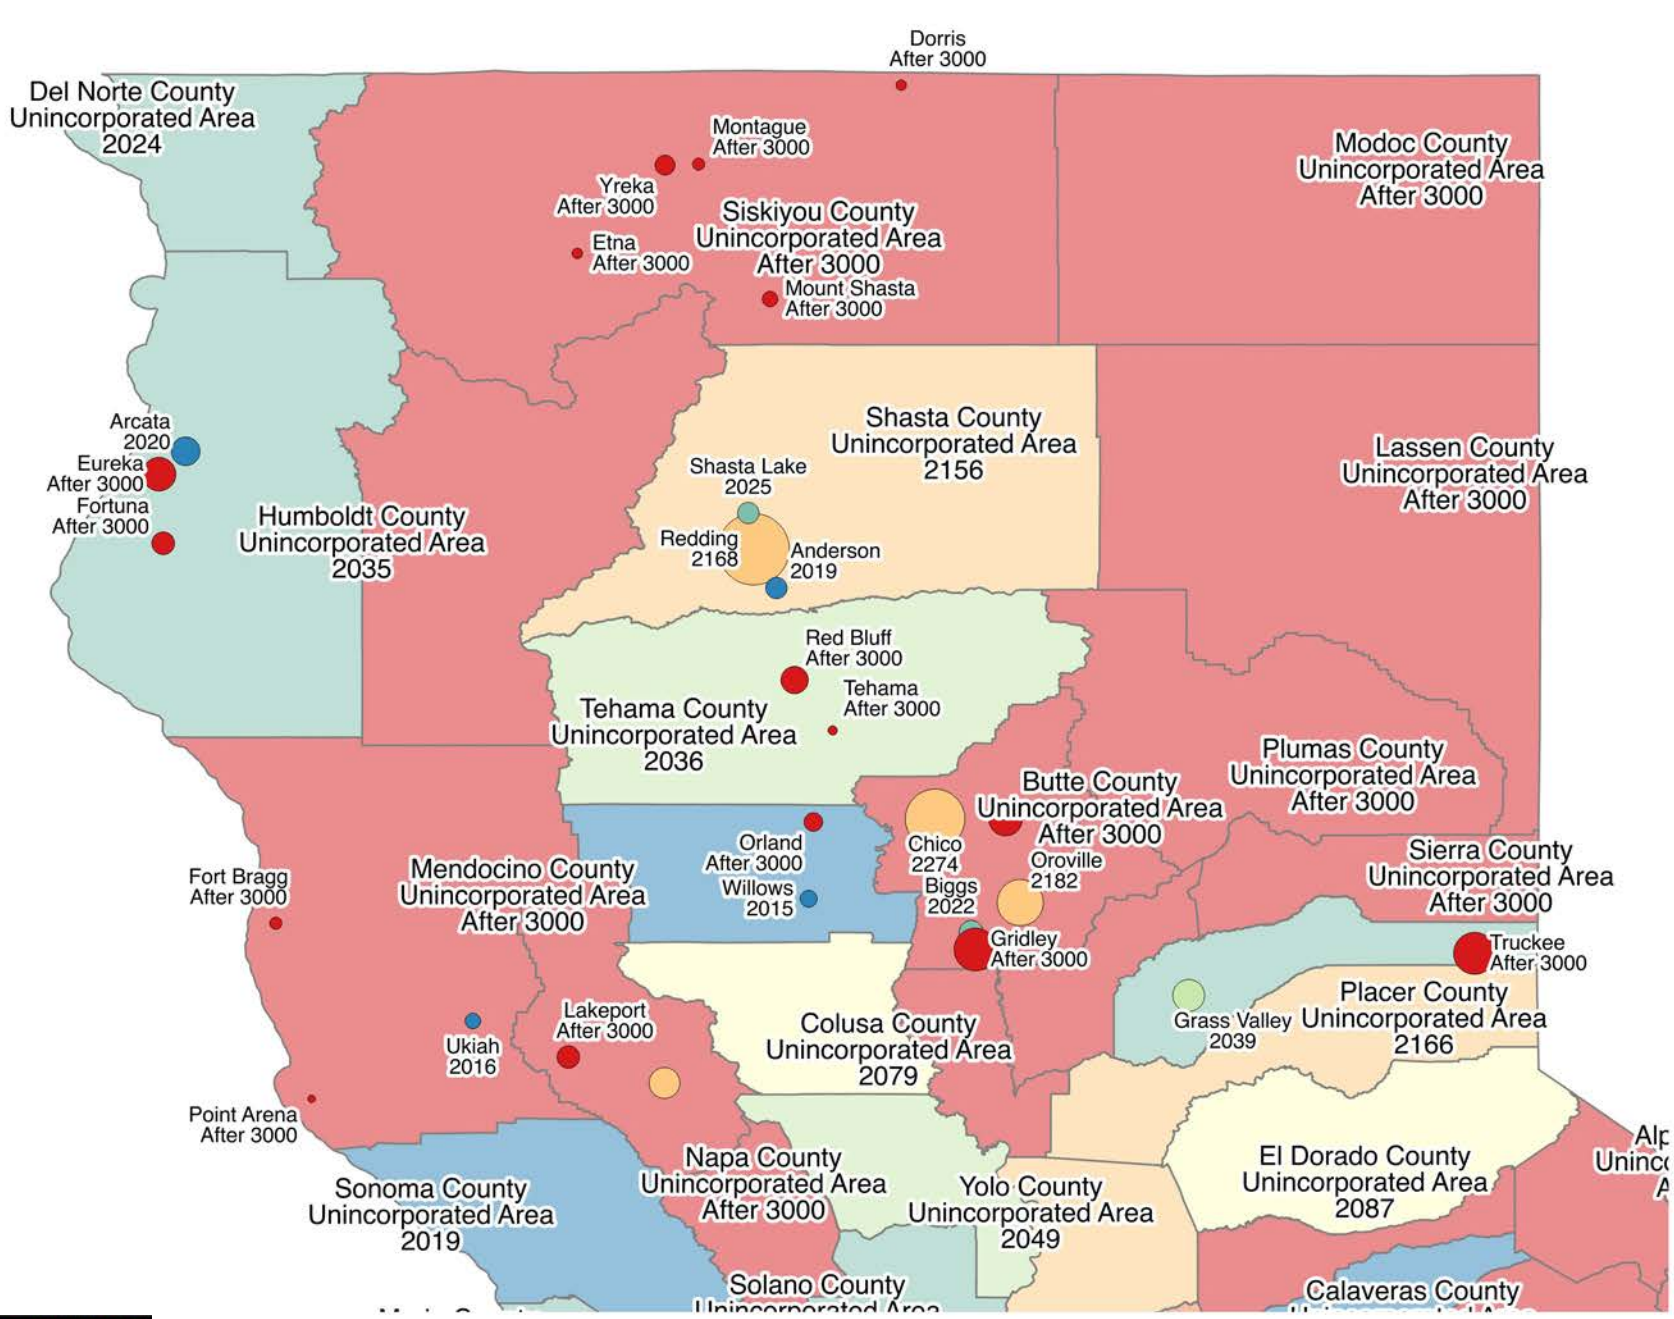 Dorris
After 3000
Del Norte County
Unincorporated Area
2024
Montague
After 3000
Modoc County
Unincorporated Area
After 3000
Yreka
After 3000
Siskiyou County
Unincorporated Area
After 3000
Etna
After 3000
Mount Shasta
After 3000
Arcata
2020
Eureka
After 3000
Fortuna
After 3000
Humboldt County
Unincorporated Area
2035
Shasta County
Unincorporated Area
2156
Shasta Lake
2025
Redding
2168
Anderson
2019
Lassen County
Unincorporated Area
After 3000
Red Bluff
After 3000
Tehama
After 3000
Tehama County
Unincorporated Area
2036
Plumas County
Unincorporated Area
After 3000
Butte County
Unincorporated Area
After 3000
Orland
After 3000
Willows
2015
Chico
2274
Oroville
2182
Biggs
2022
Gridley
After 3000
Sierra County
Unincorporated Area
After 3000
Fort Bragg
After 3000
Mendocino County
Unincorporated Area
After 3000
Truckee
After 3000
Grass Valley
2039
Placer County
Unincorporated Area
2166
Lakeport
After 3000
Ukiah
2016
Colusa County
Unincorporated Area
2079
Point Arena
After 3000
Napa County
Unincorporated Area
After 3000
Sonoma County
Unincorporated Area
2019
Yolo County
Unincorporated Area
2049
El Dorado County
Unincorporated Area
2087
Solano County
Unincorporated Area
Calaveras County